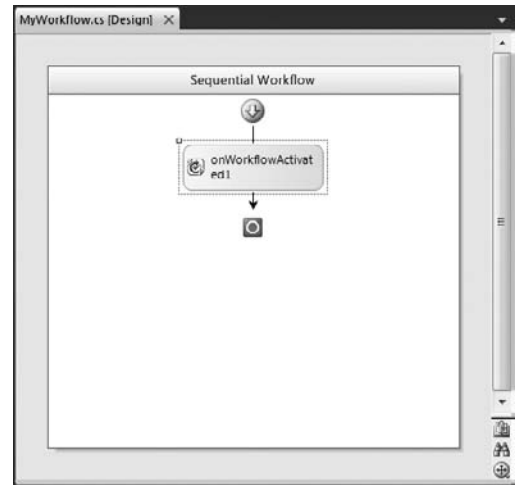 MyWorkflow.cs [Design]
Sequential Workflow
onWorkflowActivat
ed1